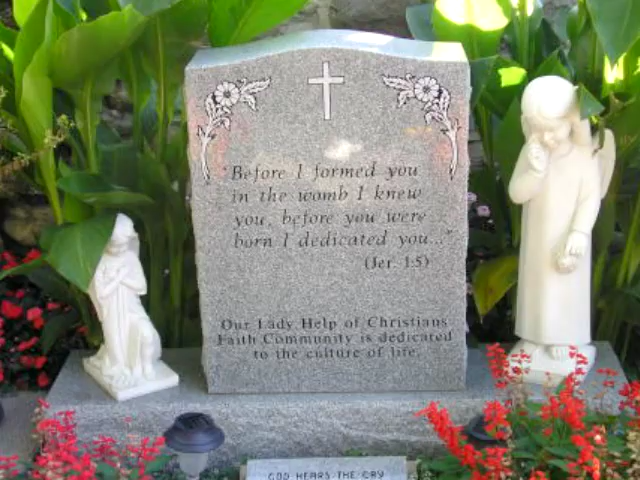 "Before I formed you
in the womb I knew
you, before you were
born I dedicated you..."
(Jer. 1:5)
Our Lady Help of Christians
Faith Community is dedicated
to the culture of life.
GOD HEARS THE CRY